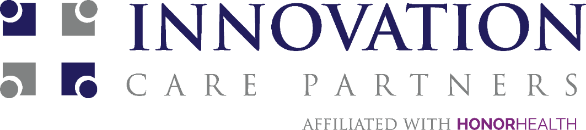 INNOVATION
CARE PARTNERS
AFFILIATED WITH HONORHEALTH